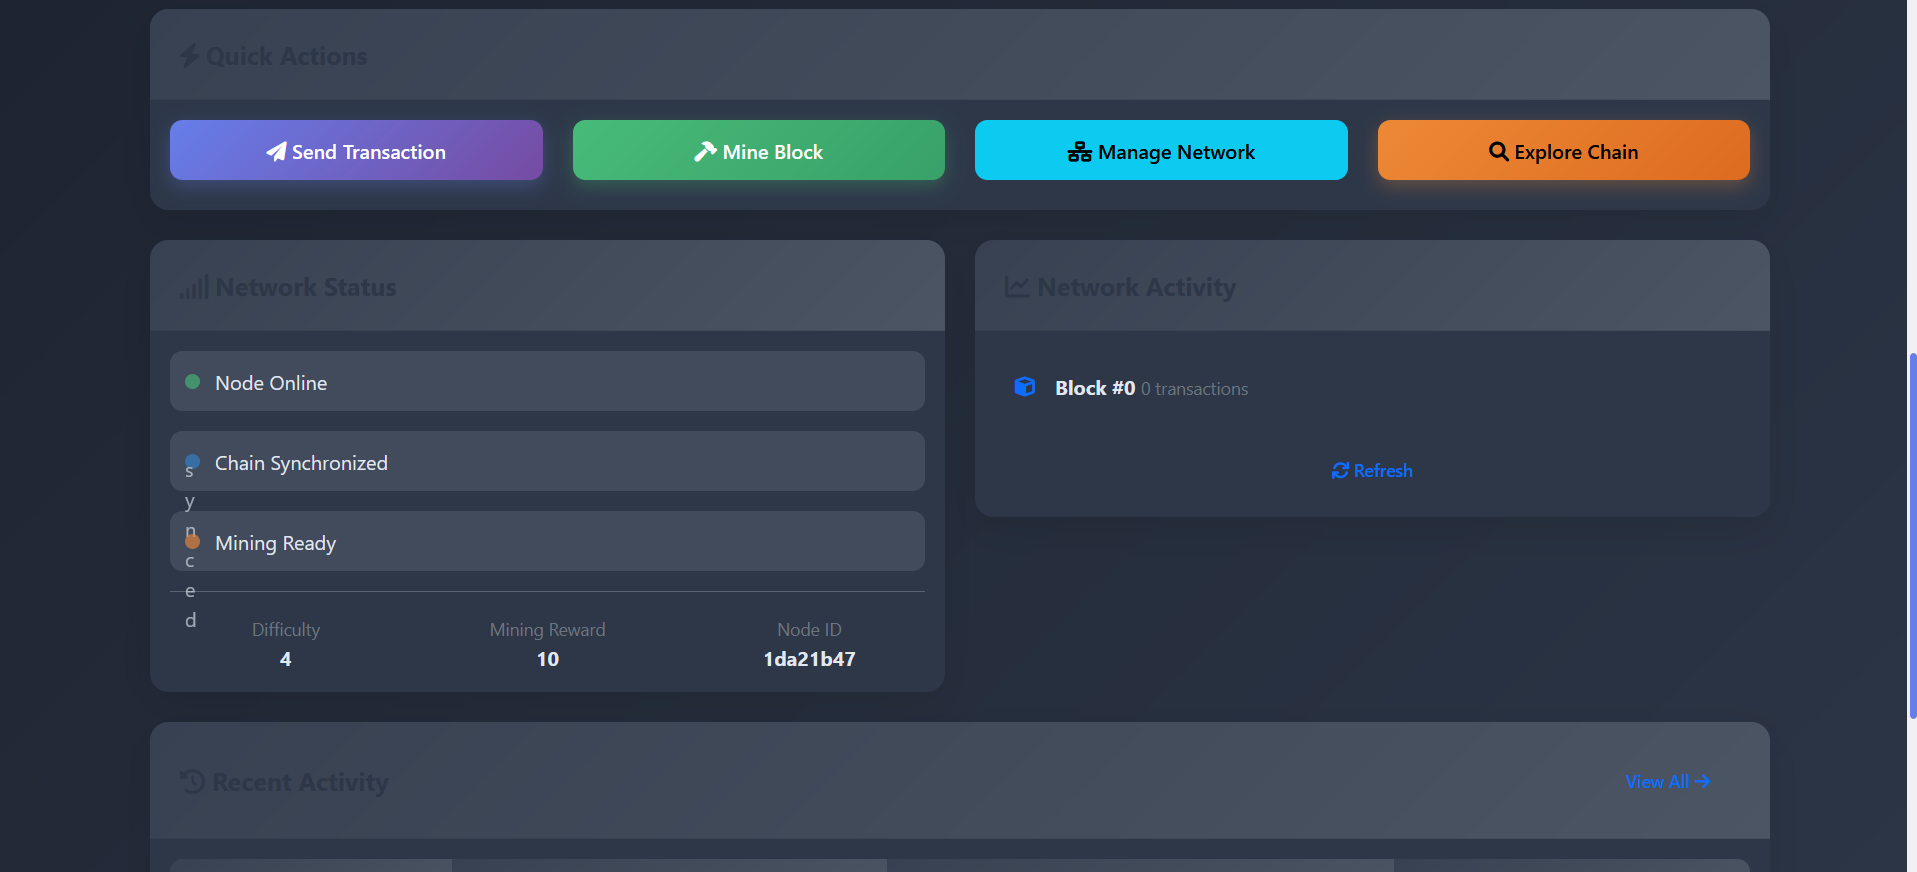 Quick Actions
Send Transaction
Mine Block
Manage Network
Explore Chain
Network Status
Node Online
Chain Synchronized
synced
Mining Ready
Difficulty
4
Mining Reward
10
Node ID
1da21b47
Network Activity
Block #0 0 transactions
Refresh
Recent Activity
View All